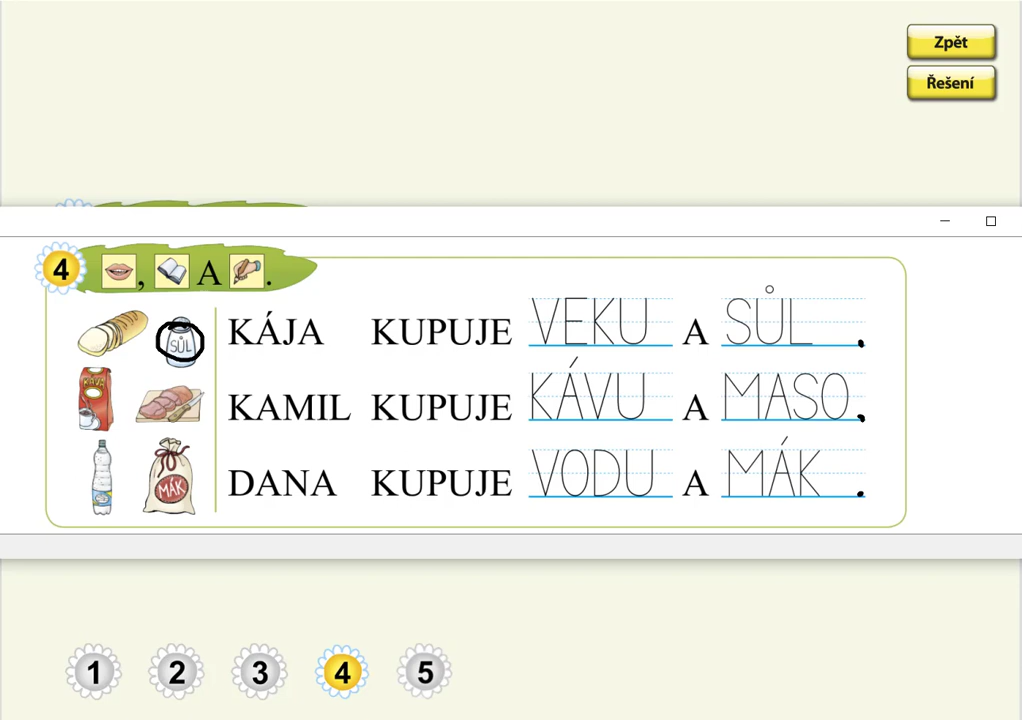 Zpět
Řešení
4 , A .
SŮL
KÁJA KUPUJE VEKU A SŮL .
KÁVA
KAMIL KUPUJE KÁVU A MASO .
MÁK
DANA KUPUJE VODU A MÁK .
1 2 3 4 5